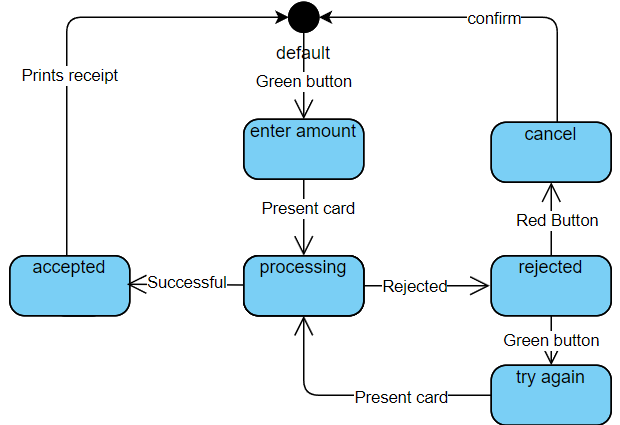 confirm
default
Prints receipt
Green button
enter amount
cancel
Present card
Red Button
accepted
processing
rejected
Successful
Rejected
Green button
try again
Present card